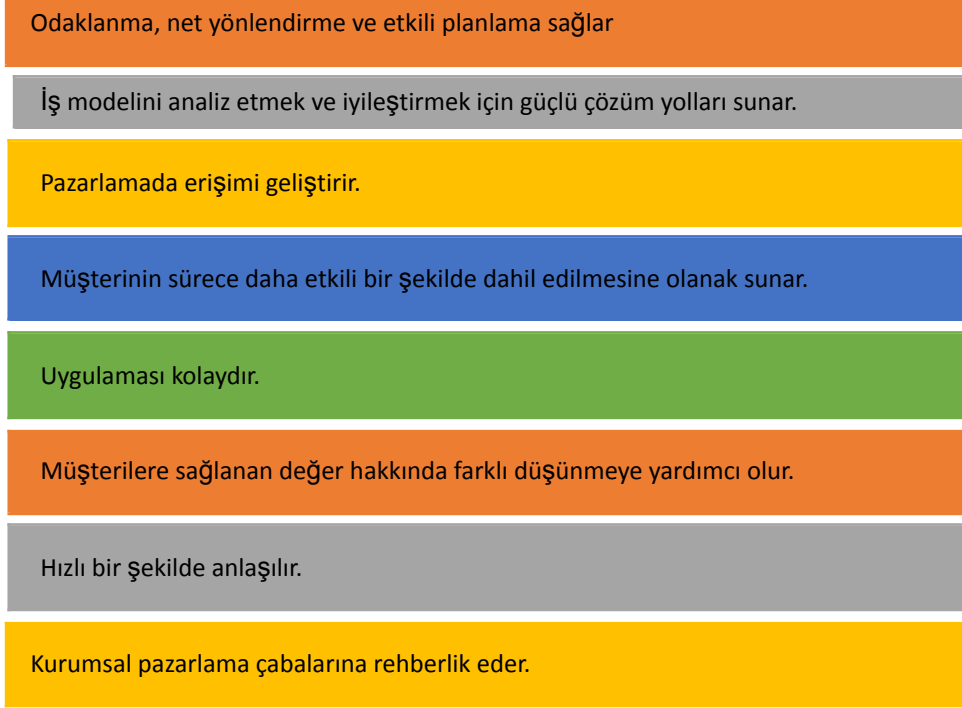 Odaklanma, net yönlendirme ve etkili planlama sağlar
İş modelini analiz etmek ve iyileştirmek için güçlü çözüm yolları sunar.
Pazarlamada erişimi geliştirir.
Müşterinin sürece daha etkili bir şekilde dahil edilmesine olanak sunar.
Uygulaması kolaydır.
Müşterilere sağlanan değer hakkında farklı düşünmeye yardımcı olur.
Hızlı bir şekilde anlaşılır.
Kurumsal pazarlama çabalarına rehberlik eder.